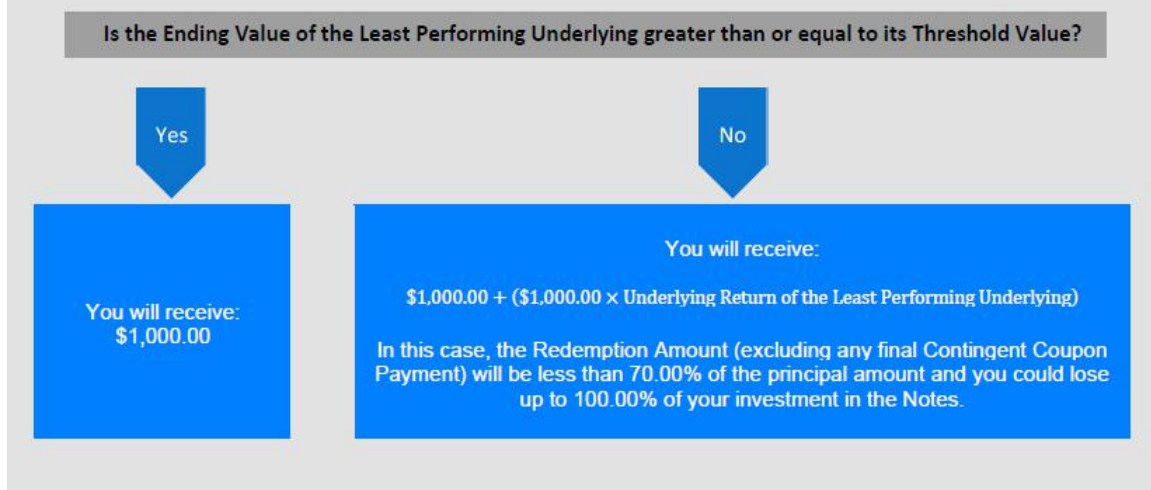 Is the Ending Value of the Least Performing Underlying greater than or equal to its Threshold Value?
Yes
No
You will receive:
$1,000.00
You will receive:
$1,000.00 + ($1,000.00 × Underlying Return of the Least Performing Underlying)
In this case, the Redemption Amount (excluding any final Contingent Coupon
Payment) will be less than 70.00% of the principal amount and you could lose
up to 100.00% of your investment in the Notes.